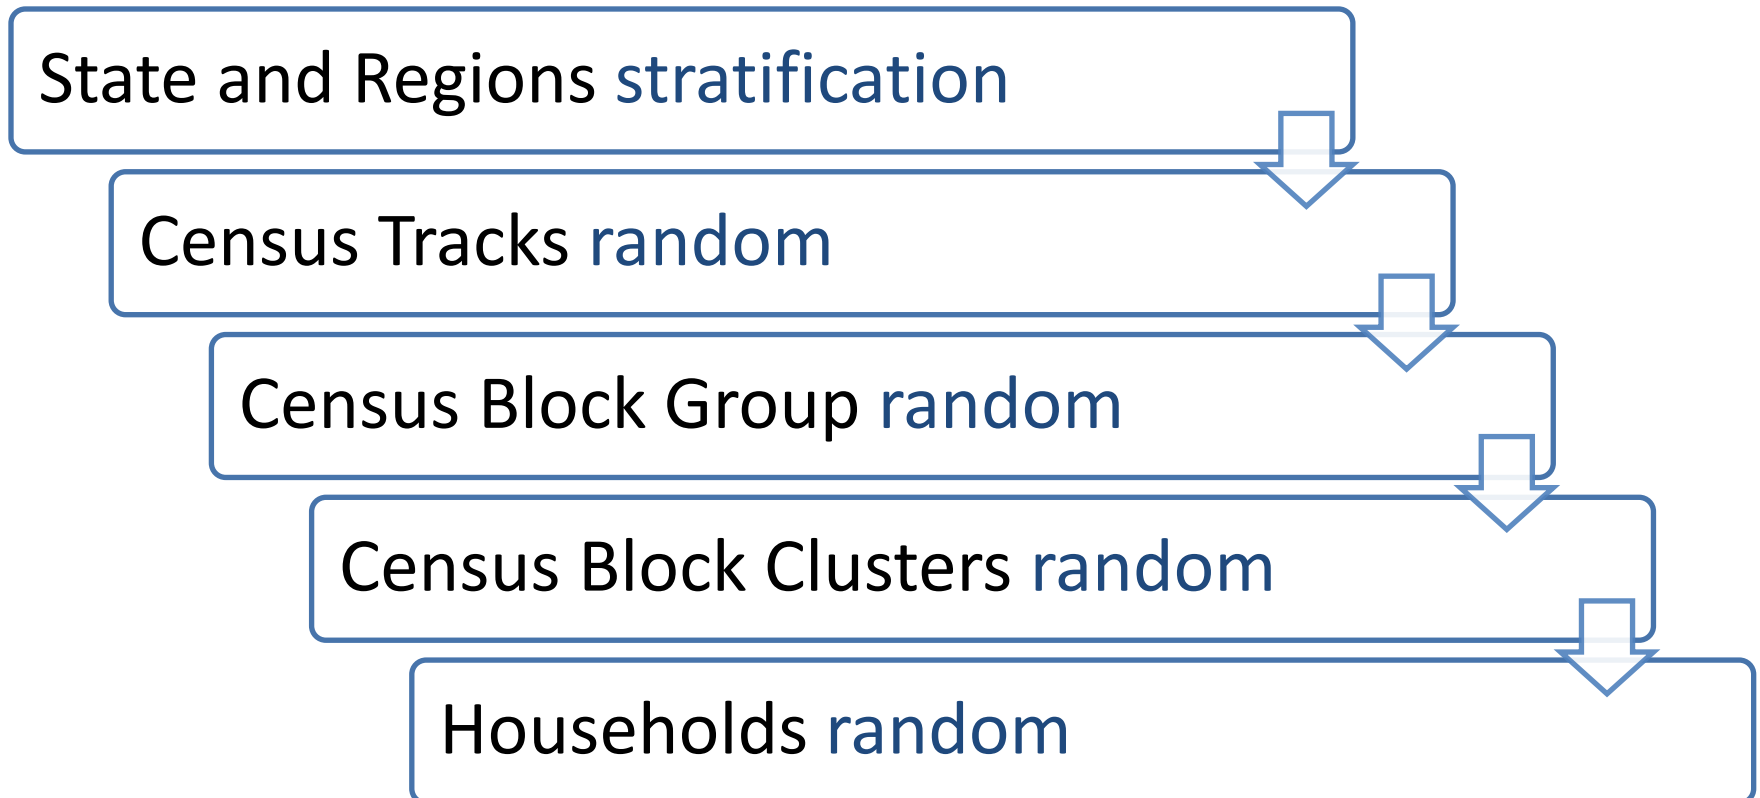 State and Regions stratification
Census Tracks random
Census Block Group random
Census Block Clusters random
Households random